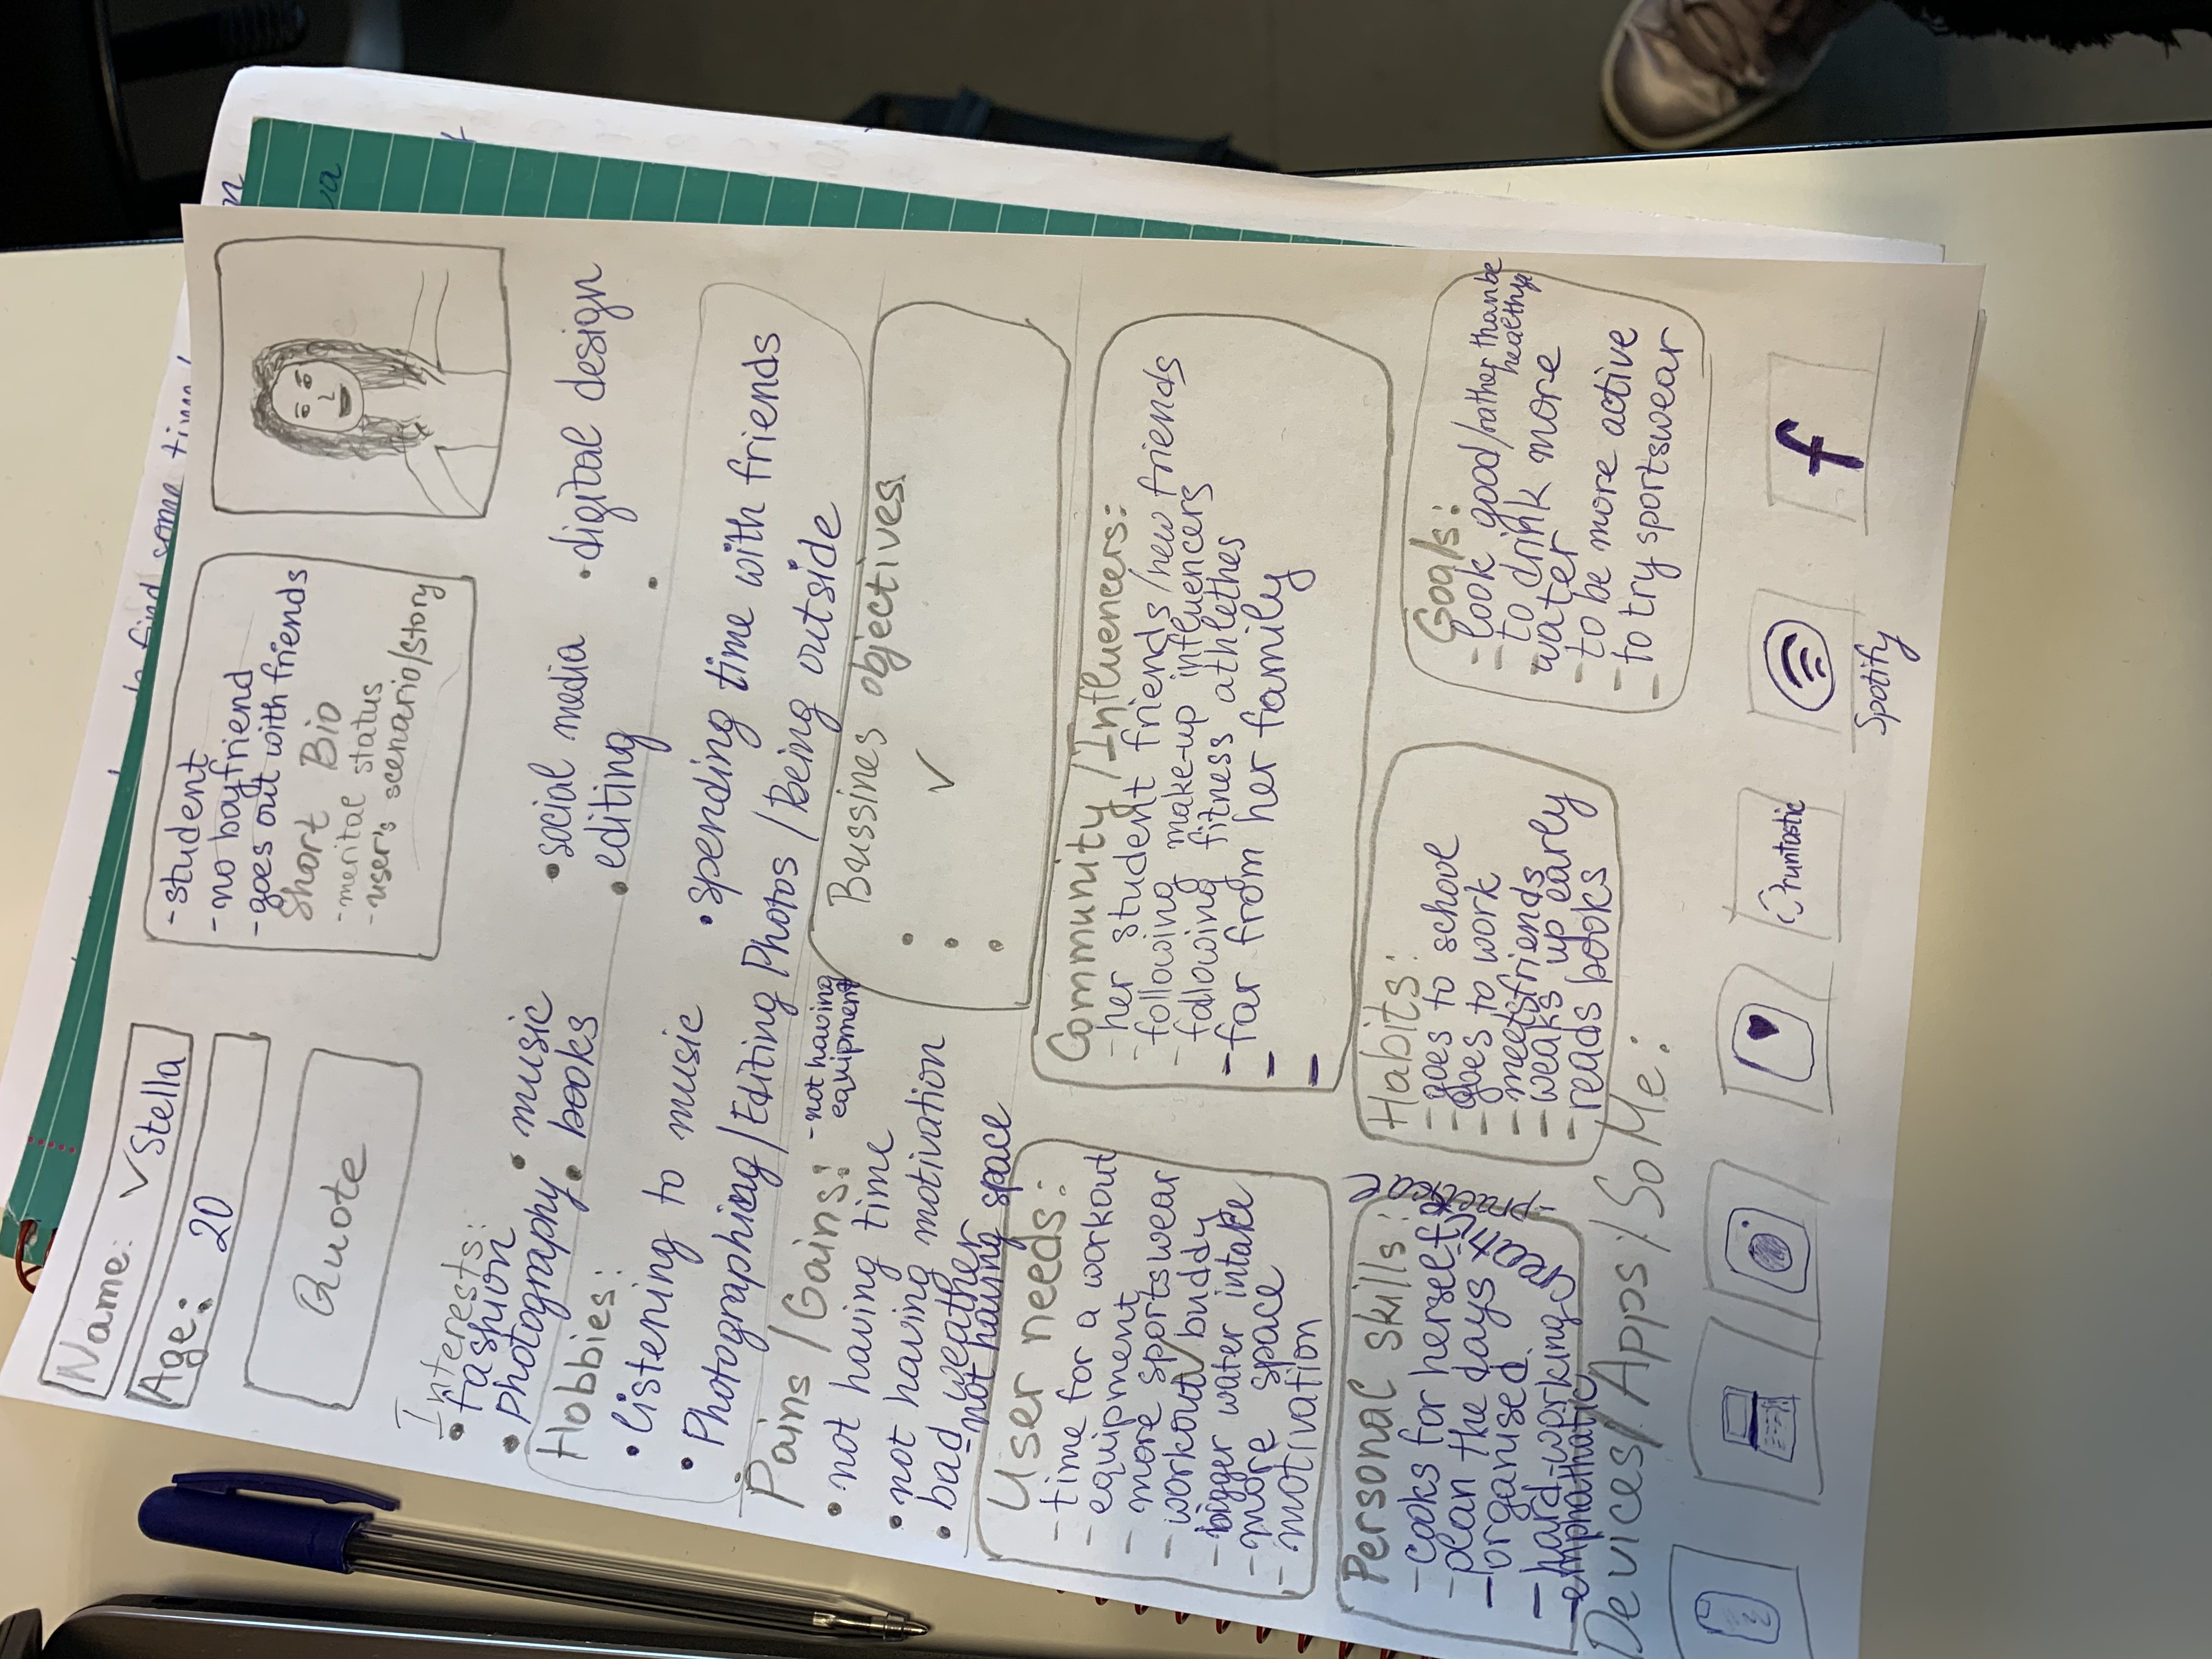 Name: ✓ Stella
Age: 20
Quote
- student
- no boyfriend
- goes out with friends
Short Bio
- merital status
- user's scenario/story
Interests:
• fashion
• photography
• music
• books
• social media
• editing
• digital design
•
Hobbies:
• listening to music
• spending time with friends
• Photographing/Editing Photos/Being outside
Pains/Gains:
- not having
equipment
• not having time
• not having motivation
• bad weather
- not having space
Bussines objectives:
•
• ✓
•
User needs:
- time for a workout
- equipment
- more sportswear
- workout buddy
- bigger water intake
- more space
- motivation
Community/Influencers:
- her student friends/new friends
- following make-up influencers
- following fitness athlethes
- far from her family
-
-
Personal skills:
- cooks for herself
- plan the days
- organised
- hard-working
- emphathatic
creative
- practical
Habits:
- goes to school
- goes to work
- meets friends
- weaks up early
- reads books
Goals:
- look good/rather than be
healthy
- to drink more
water
- to be more active
- to try sportswear
-
Devices/Apps/SoMe:
runtastic
Spotify
f
find some time